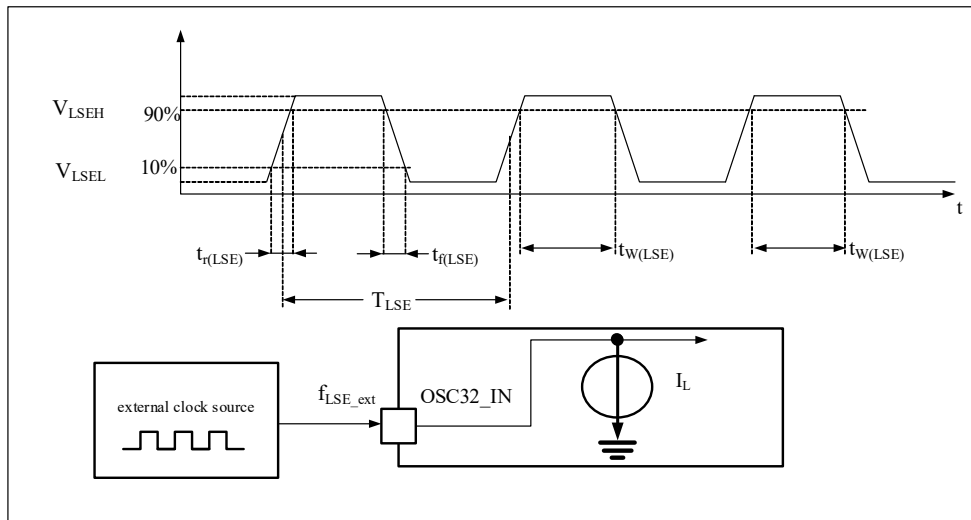 V_LSEH
90%
10%
V_LSEL
t
t_r(LSE)
t_f(LSE)
t_W(LSE)
t_W(LSE)
T_LSE
external clock source
f_LSE_ext
OSC32_IN
I_L